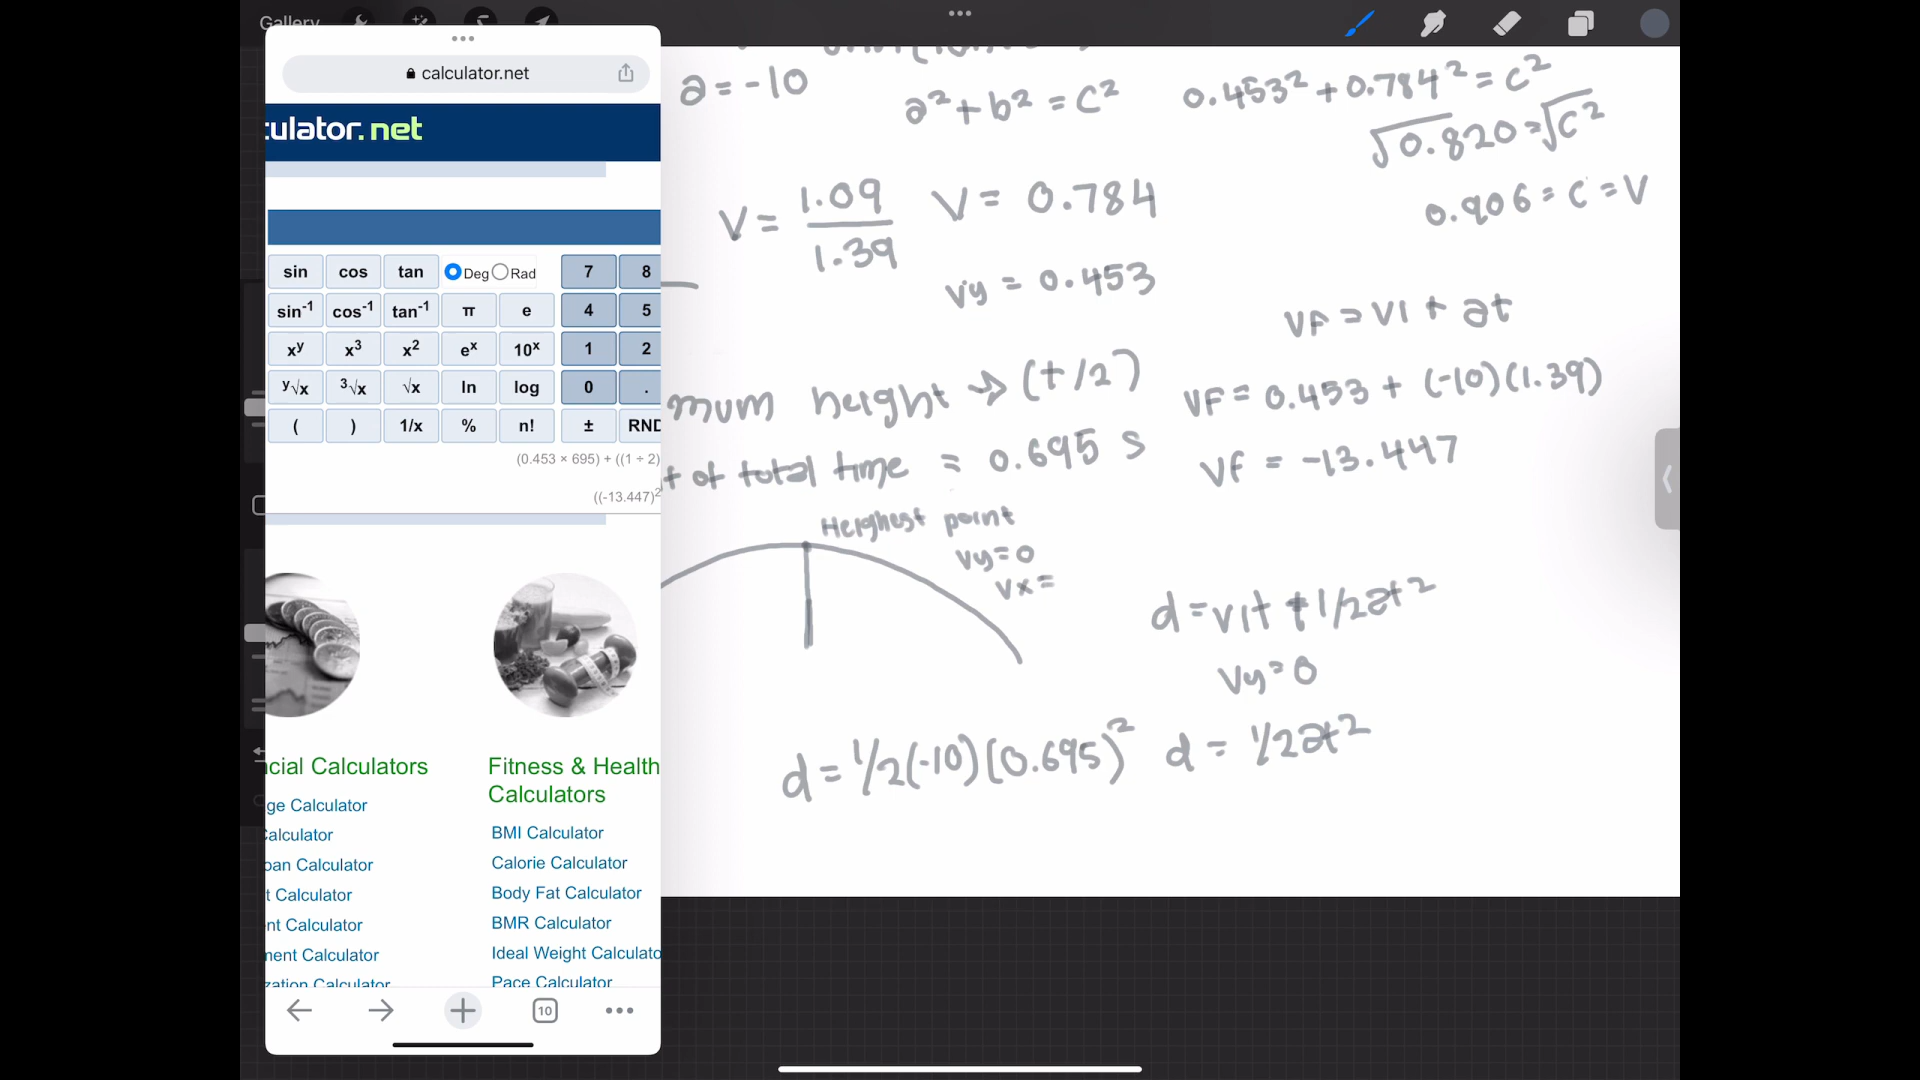 Gallery
calculator.net
culator.net
sin cos tan Deg Rad 7 8
sin-1 cos-1 tan-1 π e 4 5
xy x3 x2 ex 10x 1 2
y√x 3√x √x ln log 0 .
( ) 1/x % n! ± RND
(0.453 × 695) + ((1 ÷ 2)
((-13.447)2
cial Calculators
ge Calculator
Calculator
oan Calculator
t Calculator
nt Calculator
ment Calculator
zation Calculator
Fitness & Health
Calculators
BMI Calculator
Calorie Calculator
Body Fat Calculator
BMR Calculator
Ideal Weight Calculato
Pace Calculator
10
a = -10
a² + b² = c²
0.453² + 0.784² = c²
√0.820 = √c²
0.906 = c = v
V = 1.09/1.39
V = 0.784
vy = 0.453
mum height → (t/2)
t of total time = 0.695 s
Heighest point
vy = 0
vx =
VF = VI + at
VF = 0.453 + (-10)(1.39)
VF = -13.447
d = vit + 1/2at²
Vy = 0
d = 1/2at²
d = 1/2(-10)(0.695)²